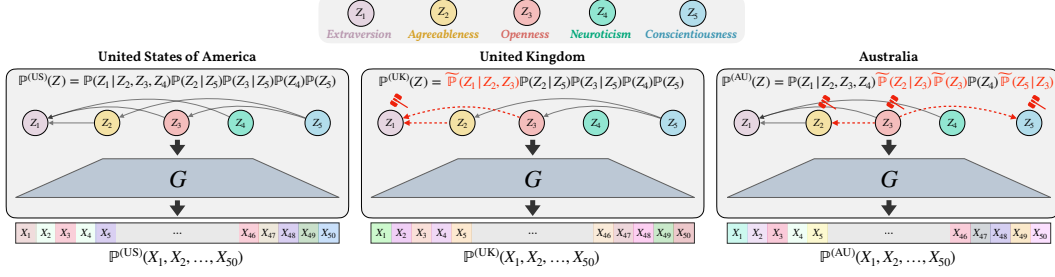 Z₁ Z₂ Z₃ Z₄ Z₅
Extraversion Agreeableness Openness Neuroticism Conscientiousness
United States of America
ℙ^(US)(Z) = ℙ(Z₁|Z₂, Z₃, Z₄)ℙ(Z₂|Z₅)ℙ(Z₃|Z₅)ℙ(Z₄)ℙ(Z₅)
Z₁ Z₂ Z₃ Z₄ Z₅
G
X₁ X₂ X₃ X₄ X₅ ... X₄₆ X₄₇ X₄₈ X₄₉ X₅₀
ℙ^(US)(X₁, X₂, …, X₅₀)
United Kingdom
ℙ^(UK)(Z) = ℙ̃(Z₁|Z₂, Z₃)ℙ(Z₂|Z₅)ℙ(Z₃|Z₅)ℙ(Z₄)ℙ(Z₅)
Z₁ Z₂ Z₃ Z₄ Z₅
G
X₁ X₂ X₃ X₄ X₅ ... X₄₆ X₄₇ X₄₈ X₄₉ X₅₀
ℙ^(UK)(X₁, X₂, …, X₅₀)
Australia
ℙ^(AU)(Z) = ℙ(Z₁|Z₂, Z₃, Z₄)ℙ̃(Z₂|Z₃)ℙ̃(Z₃)ℙ(Z₄)ℙ̃(Z₅|Z₃)
Z₁ Z₂ Z₃ Z₄ Z₅
G
X₁ X₂ X₃ X₄ X₅ ... X₄₆ X₄₇ X₄₈ X₄₉ X₅₀
ℙ^(AU)(X₁, X₂, …, X₅₀)